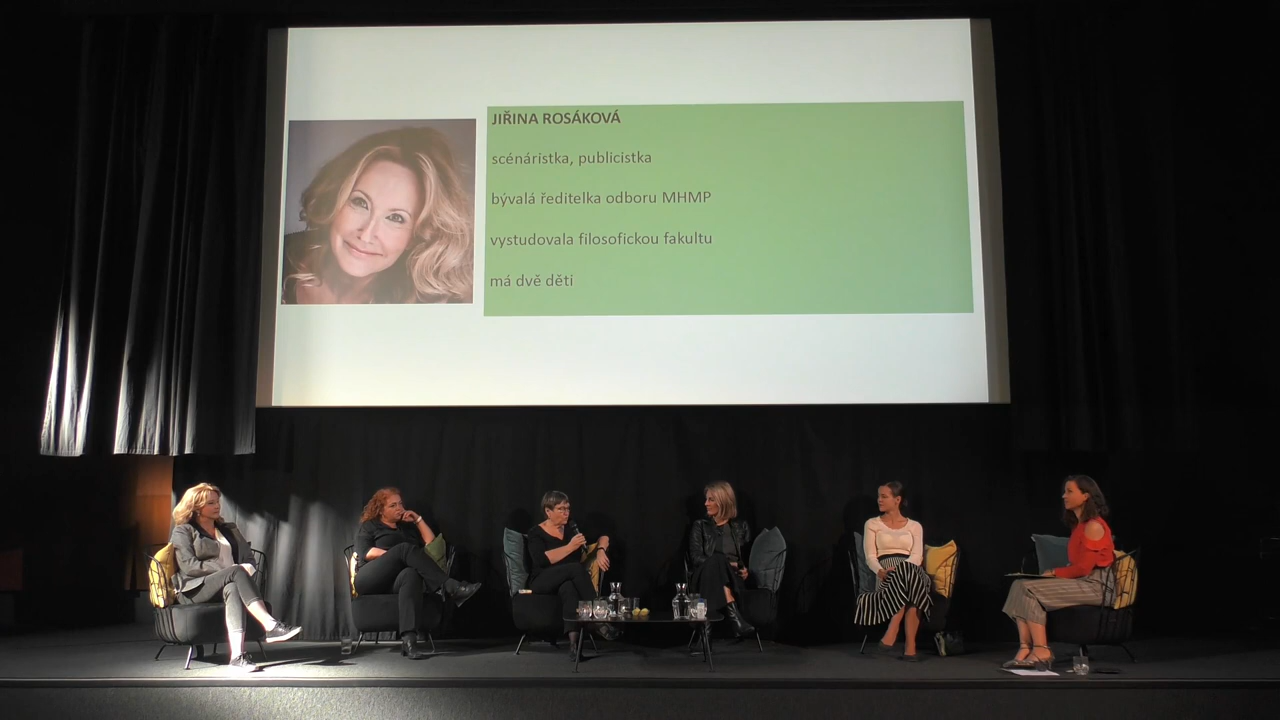 JIŘINA ROSÁKOVÁ
scénáristka, publicistka
bývalá ředitelka odboru MHMP
vystudovala filosofickou fakultu
má dvě děti